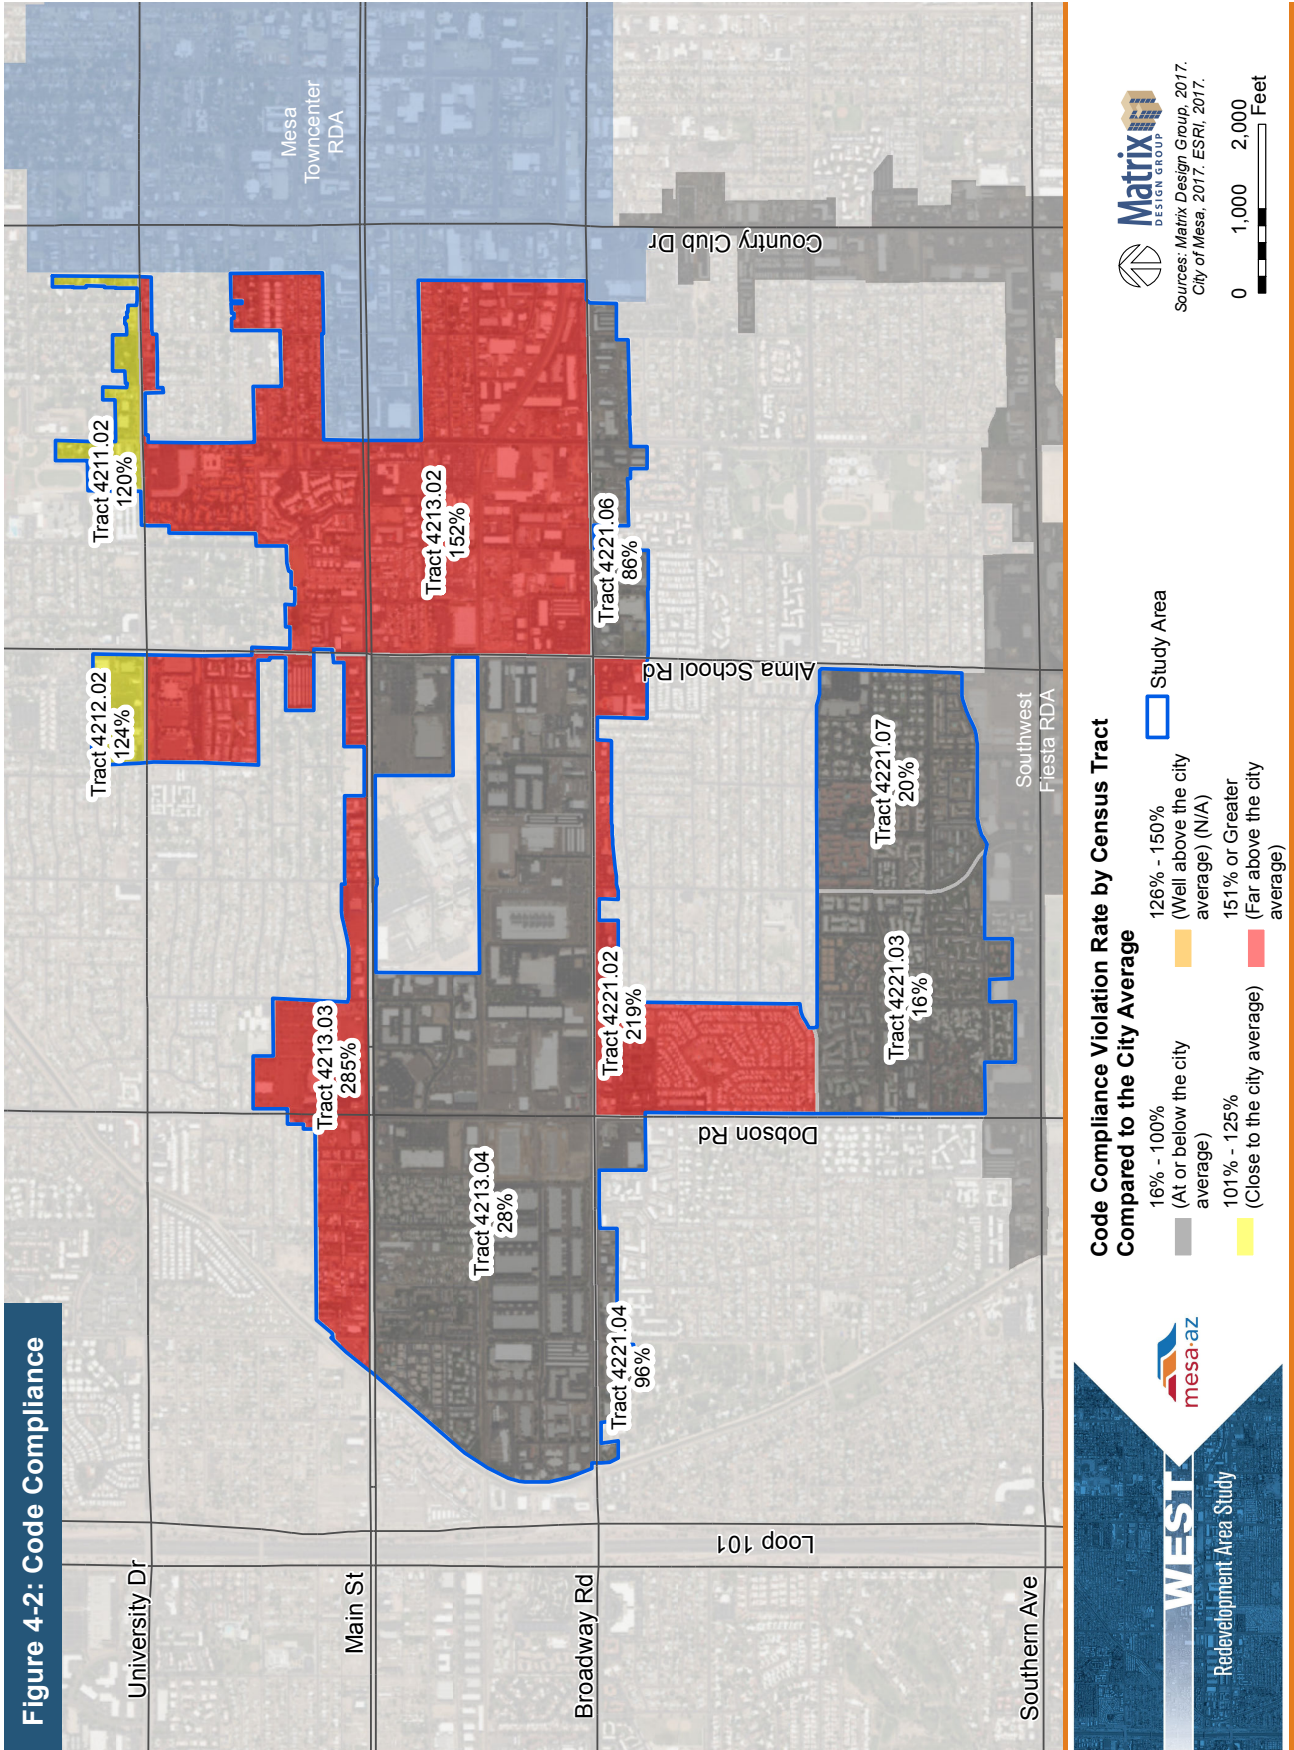 Figure 4-2: Code Compliance
University Dr
Main St
Broadway Rd
Southern Ave
Loop 101
Dobson Rd
Alma School Rd
Country Club Dr
Mesa
Towncenter
RDA
Southwest
Fiesta RDA
Tract 4211.02
120%
Tract 4212.02
124%
Tract 4213.02
152%
Tract 4213.03
285%
Tract 4213.04
28%
Tract 4221.06
86%
Tract 4221.02
219%
Tract 4221.04
96%
Tract 4221.07
20%
Tract 4221.03
16%
WEST
Redevelopment Area Study
mesa·az
Code Compliance Violation Rate by Census Tract
Compared to the City Average
16% - 100%
(At or below the city
average)
101% - 125%
(Close to the city average)
126% - 150%
(Well above the city
average) (N/A)
151% or Greater
(Far above the city
average)
Study Area
Matrix
DESIGN GROUP
Sources: Matrix Design Group, 2017.
City of Mesa, 2017. ESRI, 2017.
0 1,000 2,000
Feet